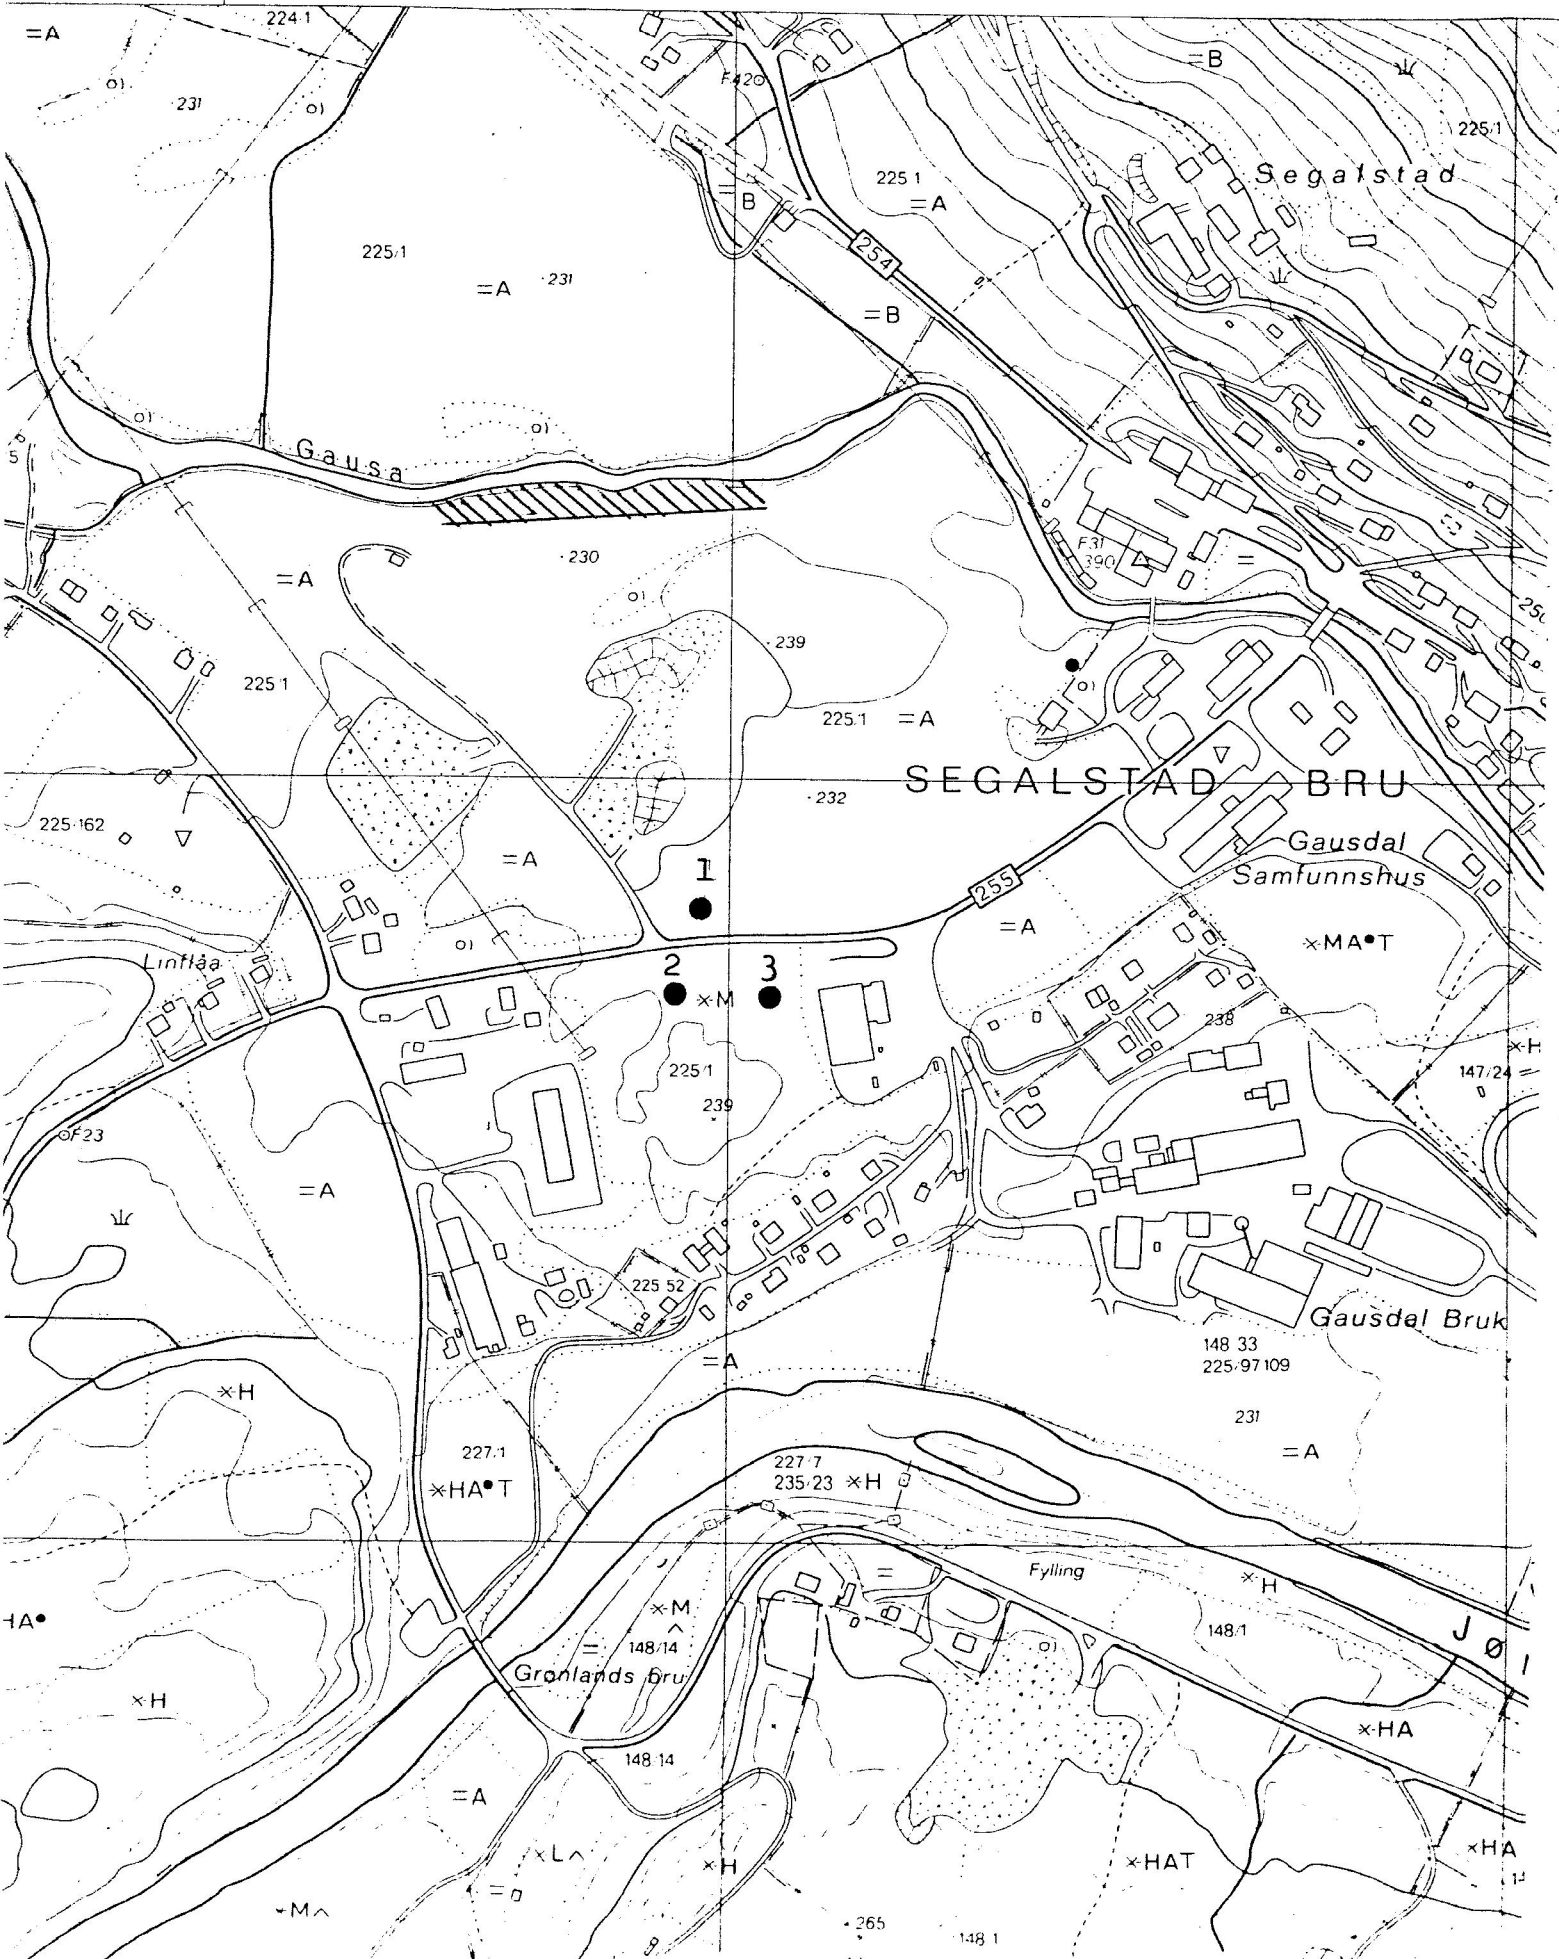 224·1
=A
F42
=B
·231
225/1
Segalstad
225 1
=A
B
225/1
=A ·231
254
=B
Gausa
5
·230
=A
F31
390
=
·239
225 1
225.1 =A
SEGALSTAD BRU
·232
225·162
=A
Gausdal
Samfunnshus
1
255
=A
×MA•T
Linflåa
2
3
×M
238
225/1
×H
147/24 =
239
F23
=A
225 52
Gausdal Bruk
148 33
225/97 109
=A
×H
231
=A
227/1
227·7
235/23 ×H
×HA•T
Fylling
×H
HA•
×M
148/14
148/1
JØ
Grønlands bru
×H
×HA
148/14
=A
×L
×H
×HAT
×HA
×M
·265
148 1